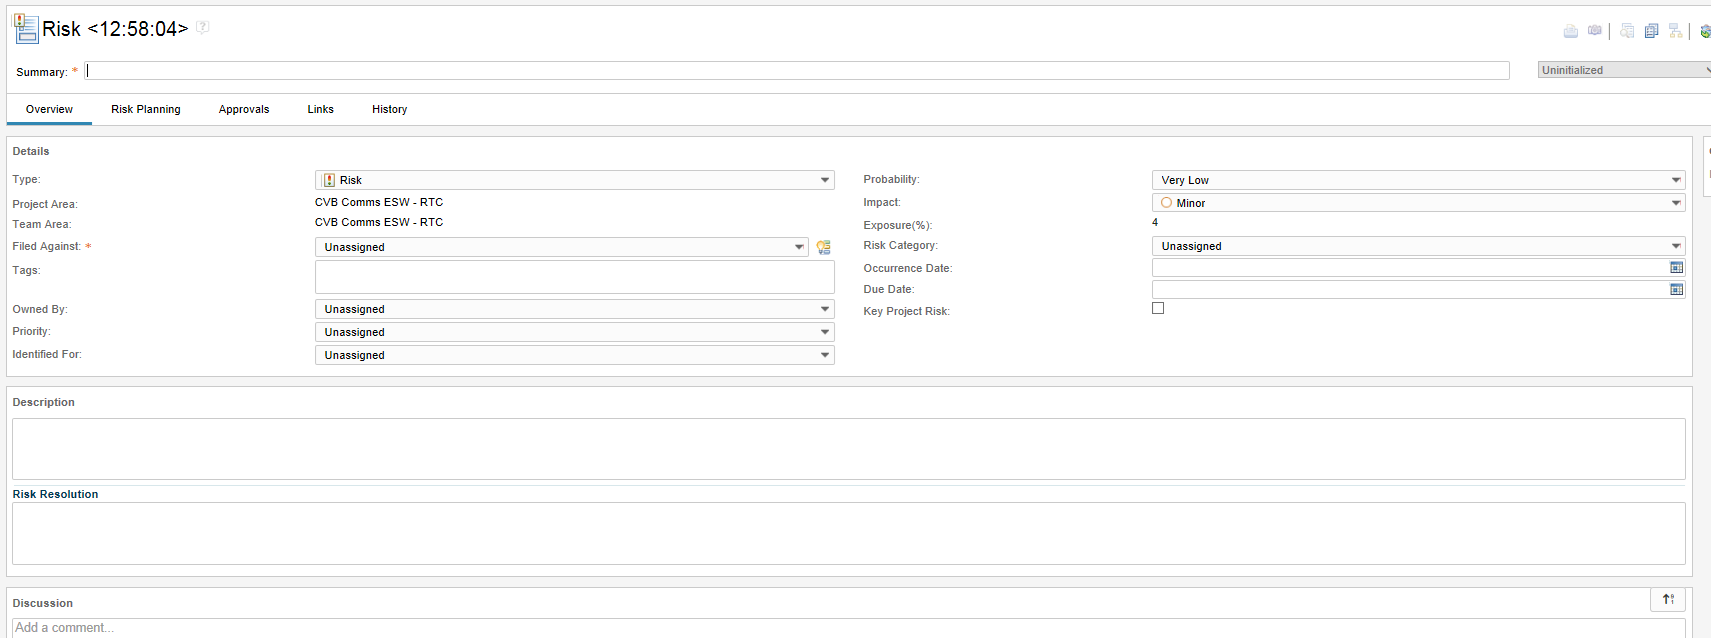 Risk <12:58:04>
Summary: *
Uninitialized
Overview Risk Planning Approvals Links History
Details
Type: Risk
Project Area: CVB Comms ESW - RTC
Team Area: CVB Comms ESW - RTC
Filed Against: * Unassigned
Tags:
Owned By: Unassigned
Priority: Unassigned
Identified For: Unassigned
Probability: Very Low
Impact: Minor
Exposure(%): 4
Risk Category: Unassigned
Occurrence Date:
Due Date:
Key Project Risk:
Description
Risk Resolution
Discussion
Add a comment...